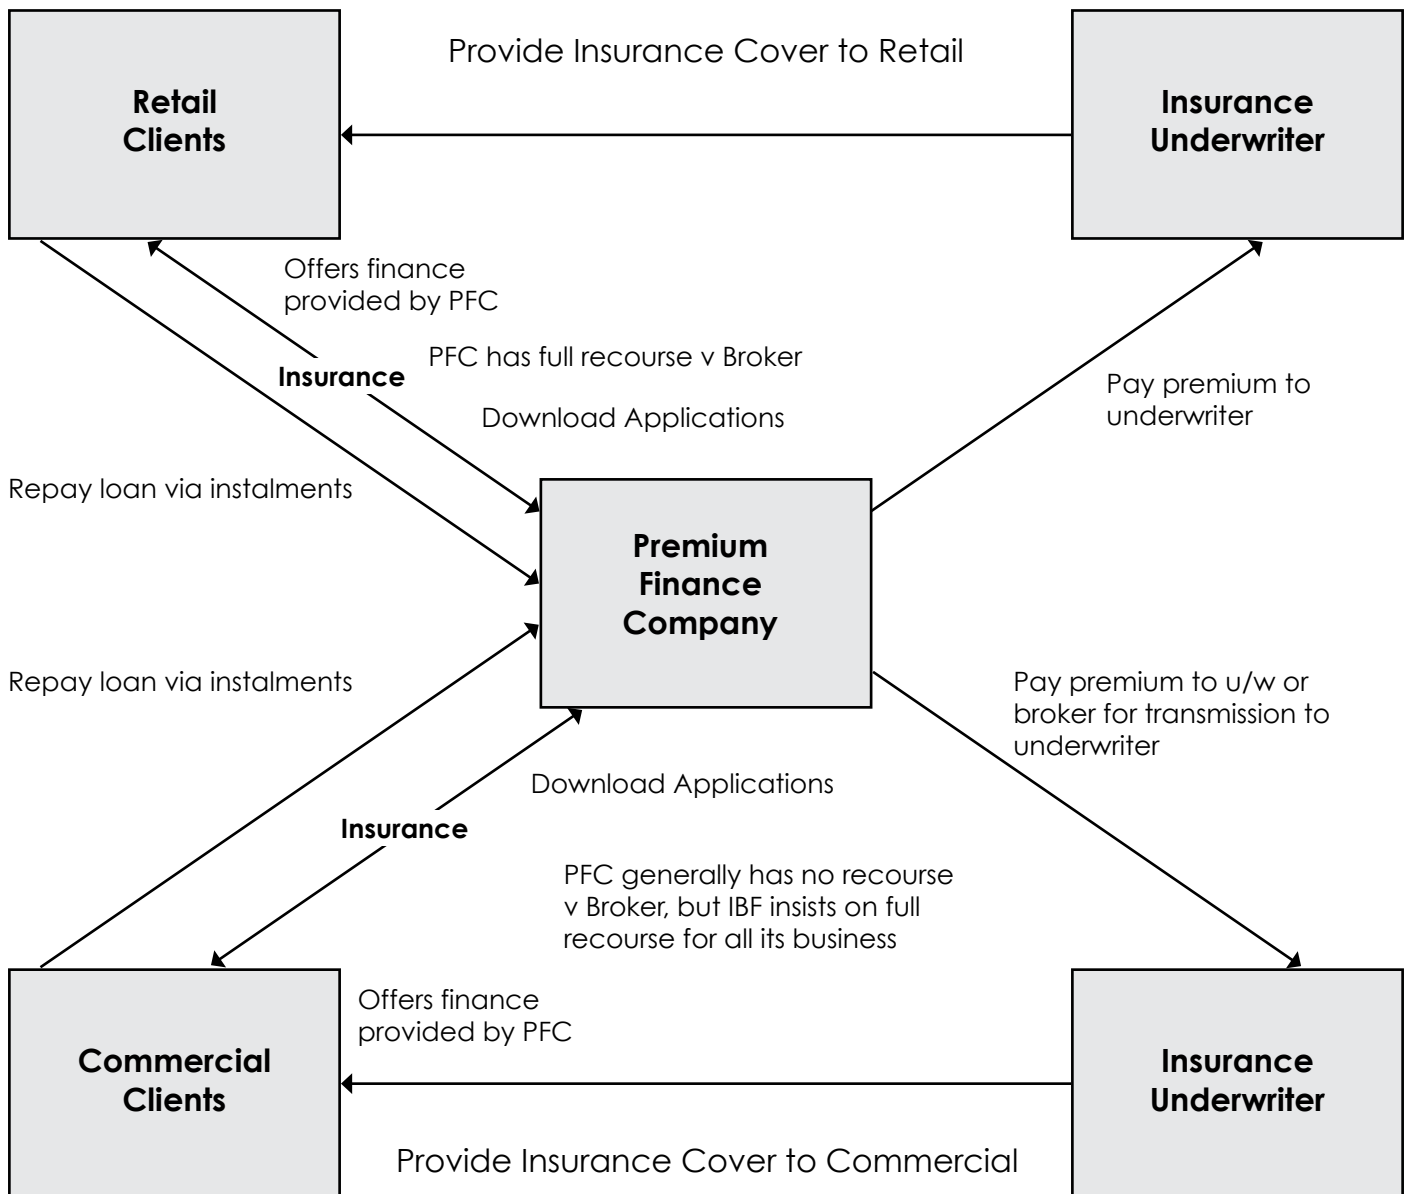 Provide Insurance Cover to Retail
Retail
Clients
Insurance
Underwriter
Offers finance
provided by PFC
PFC has full recourse v Broker
Insurance
Download Applications
Pay premium to
underwriter
Repay loan via instalments
Premium
Finance
Company
Repay loan via instalments
Pay premium to u/w or
broker for transmission to
underwriter
Download Applications
Insurance
PFC generally has no recourse
v Broker, but IBF insists on full
recourse for all its business
Offers finance
provided by PFC
Commercial
Clients
Insurance
Underwriter
Provide Insurance Cover to Commercial